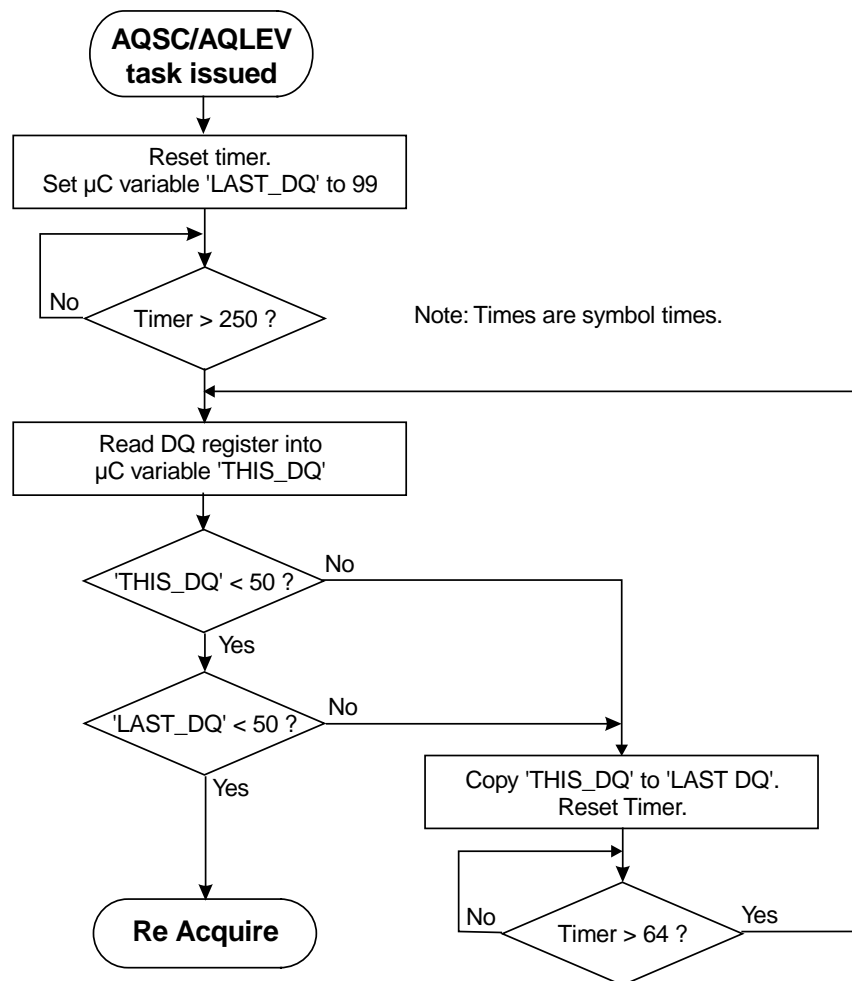 AQSC/AQLEV
task issued
Reset timer.
Set µC variable 'LAST_DQ' to 99
No
Timer > 250 ?
Note: Times are symbol times.
Read DQ register into
µC variable 'THIS_DQ'
'THIS_DQ' < 50 ?
No
Yes
'LAST_DQ' < 50 ?
No
Yes
Copy 'THIS_DQ' to 'LAST DQ'.
Reset Timer.
Re Acquire
No
Timer > 64 ?
Yes